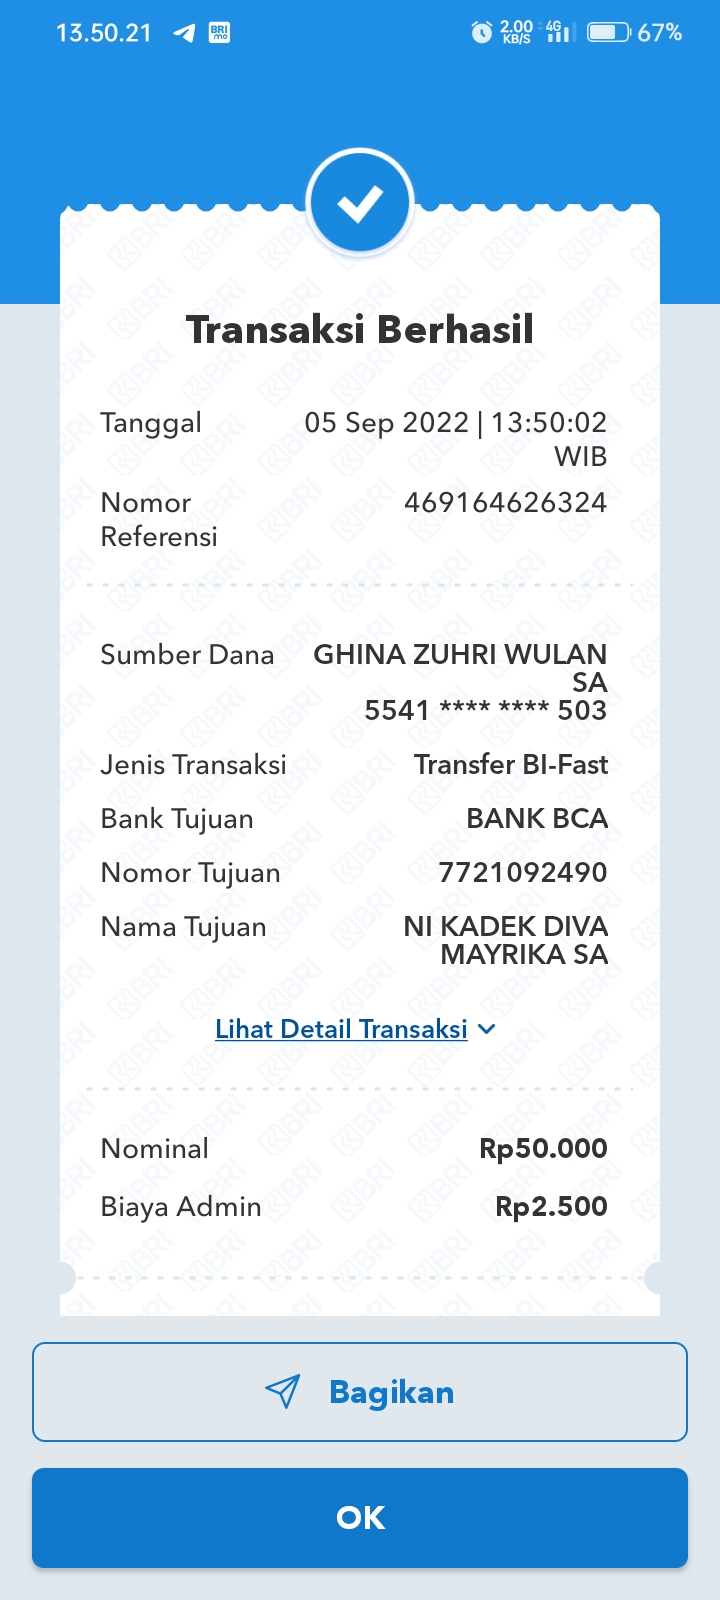 13.50.21
BRI
mo
2.00
KB/S
4G
67%
Transaksi Berhasil
Tanggal
05 Sep 2022 | 13:50:02
WIB
Nomor
Referensi
469164626324
Sumber Dana
GHINA ZUHRI WULAN
SA
5541 **** **** 503
Jenis Transaksi
Transfer BI-Fast
Bank Tujuan
BANK BCA
Nomor Tujuan
7721092490
Nama Tujuan
NI KADEK DIVA
MAYRIKA SA
Lihat Detail Transaksi
Nominal
Rp50.000
Biaya Admin
Rp2.500
Bagikan
OK